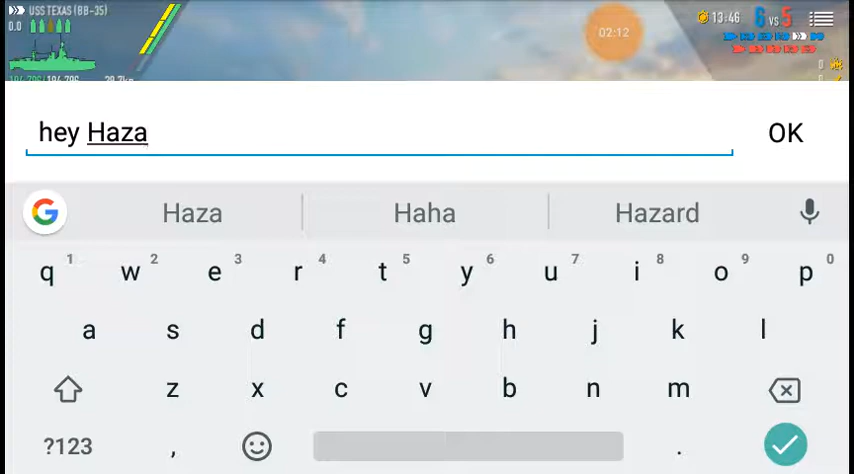 USS TEXAS (BB-35)
0.0
02:12
13:46 6 vs 5
0
hey Haza OK
G Haza Haha Hazard
q 1 w 2 e 3 r 4 t 5 y 6 u 7 i 8 o 9 p 0
a s d f g h j k l
z x c v b n m
?123 , .